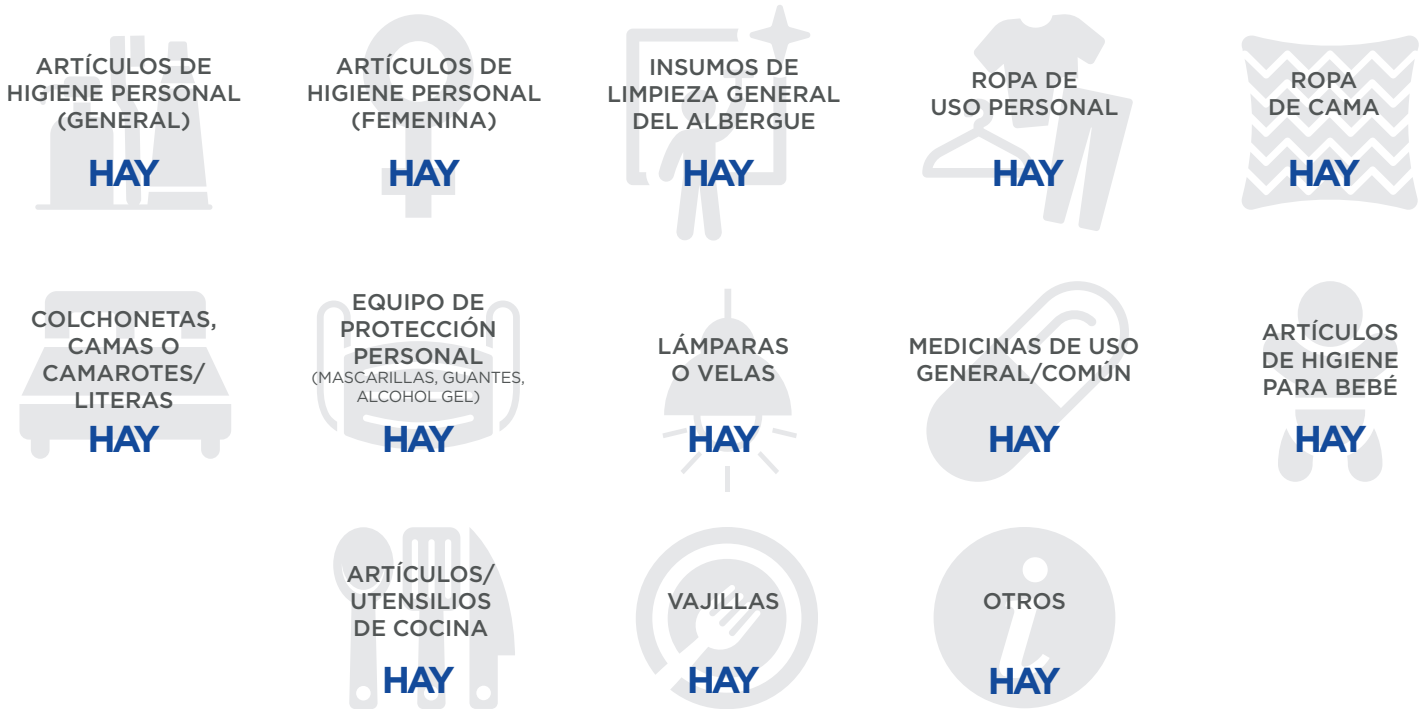 ARTÍCULOS DE
HIGIENE PERSONAL
(GENERAL)
HAY
ARTÍCULOS DE
HIGIENE PERSONAL
(FEMENINA)
HAY
INSUMOS DE
LIMPIEZA GENERAL
DEL ALBERGUE
HAY
ROPA DE
USO PERSONAL
HAY
ROPA
DE CAMA
HAY
COLCHONETAS,
CAMAS O
CAMAROTES/
LITERAS
HAY
EQUIPO DE
PROTECCIÓN
PERSONAL
(MASCARILLAS, GUANTES,
ALCOHOL GEL)
HAY
LÁMPARAS
O VELAS
HAY
MEDICINAS DE USO
GENERAL/COMÚN
HAY
ARTÍCULOS
DE HIGIENE
PARA BEBÉ
HAY
ARTÍCULOS/
UTENSILIOS
DE COCINA
HAY
VAJILLAS
HAY
OTROS
HAY